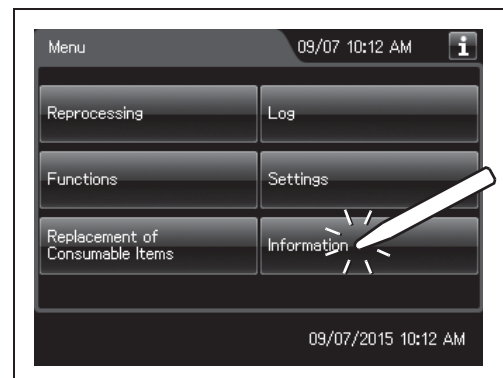 Menu
09/07 10:12 AM
i
Reprocessing
Log
Functions
Settings
Replacement of
Consumable Items
Information
09/07/2015 10:12 AM